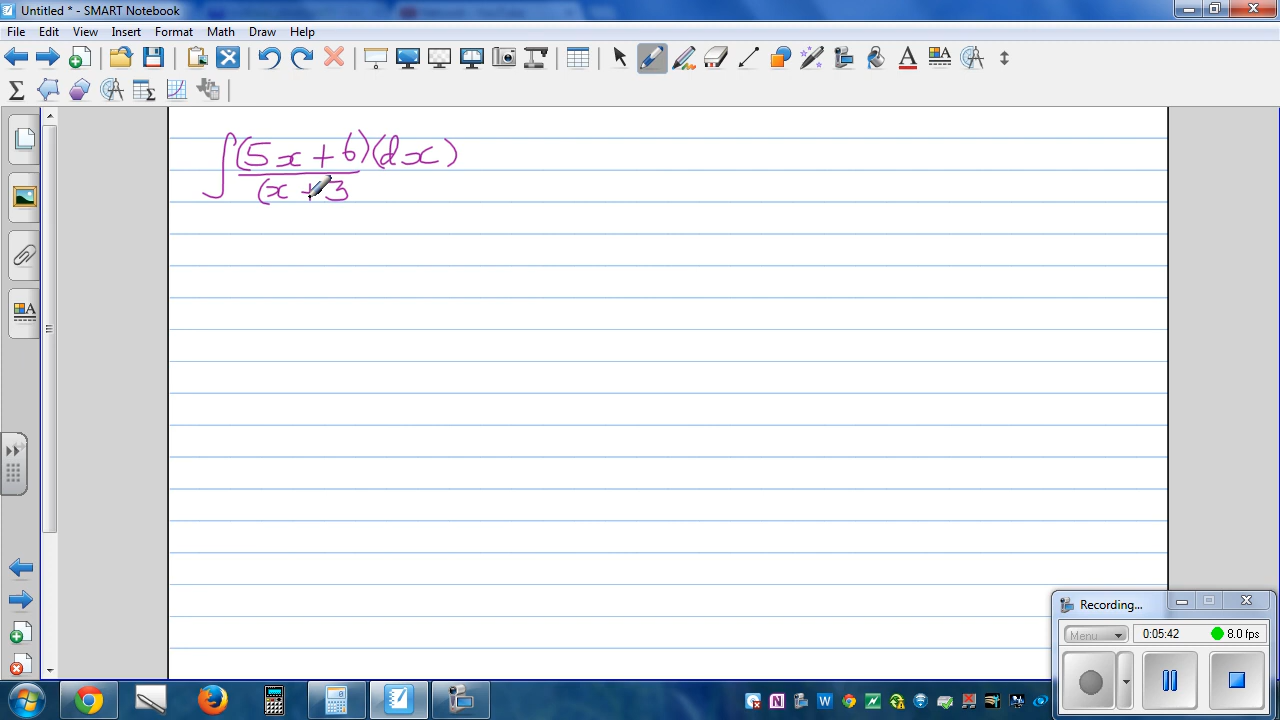 Untitled * - SMART Notebook
File Edit View Insert Format Math Draw Help
∫(5x + 6)(dx)
(x + 3
Recording...
Menu
0:05:42
8.0 fps